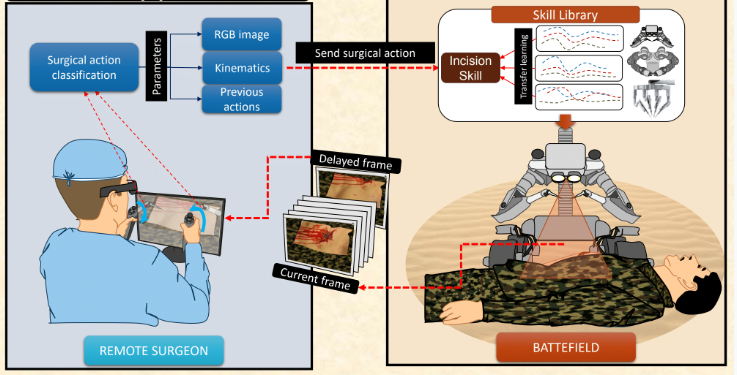 Skill Library
Surgical action
classification
Parameters
RGB image
Kinematics
Previous
actions
Send surgical action
Incision
Skill
Transfer learning
Delayed frame
Current frame
REMOTE SURGEON
BATTEFIELD